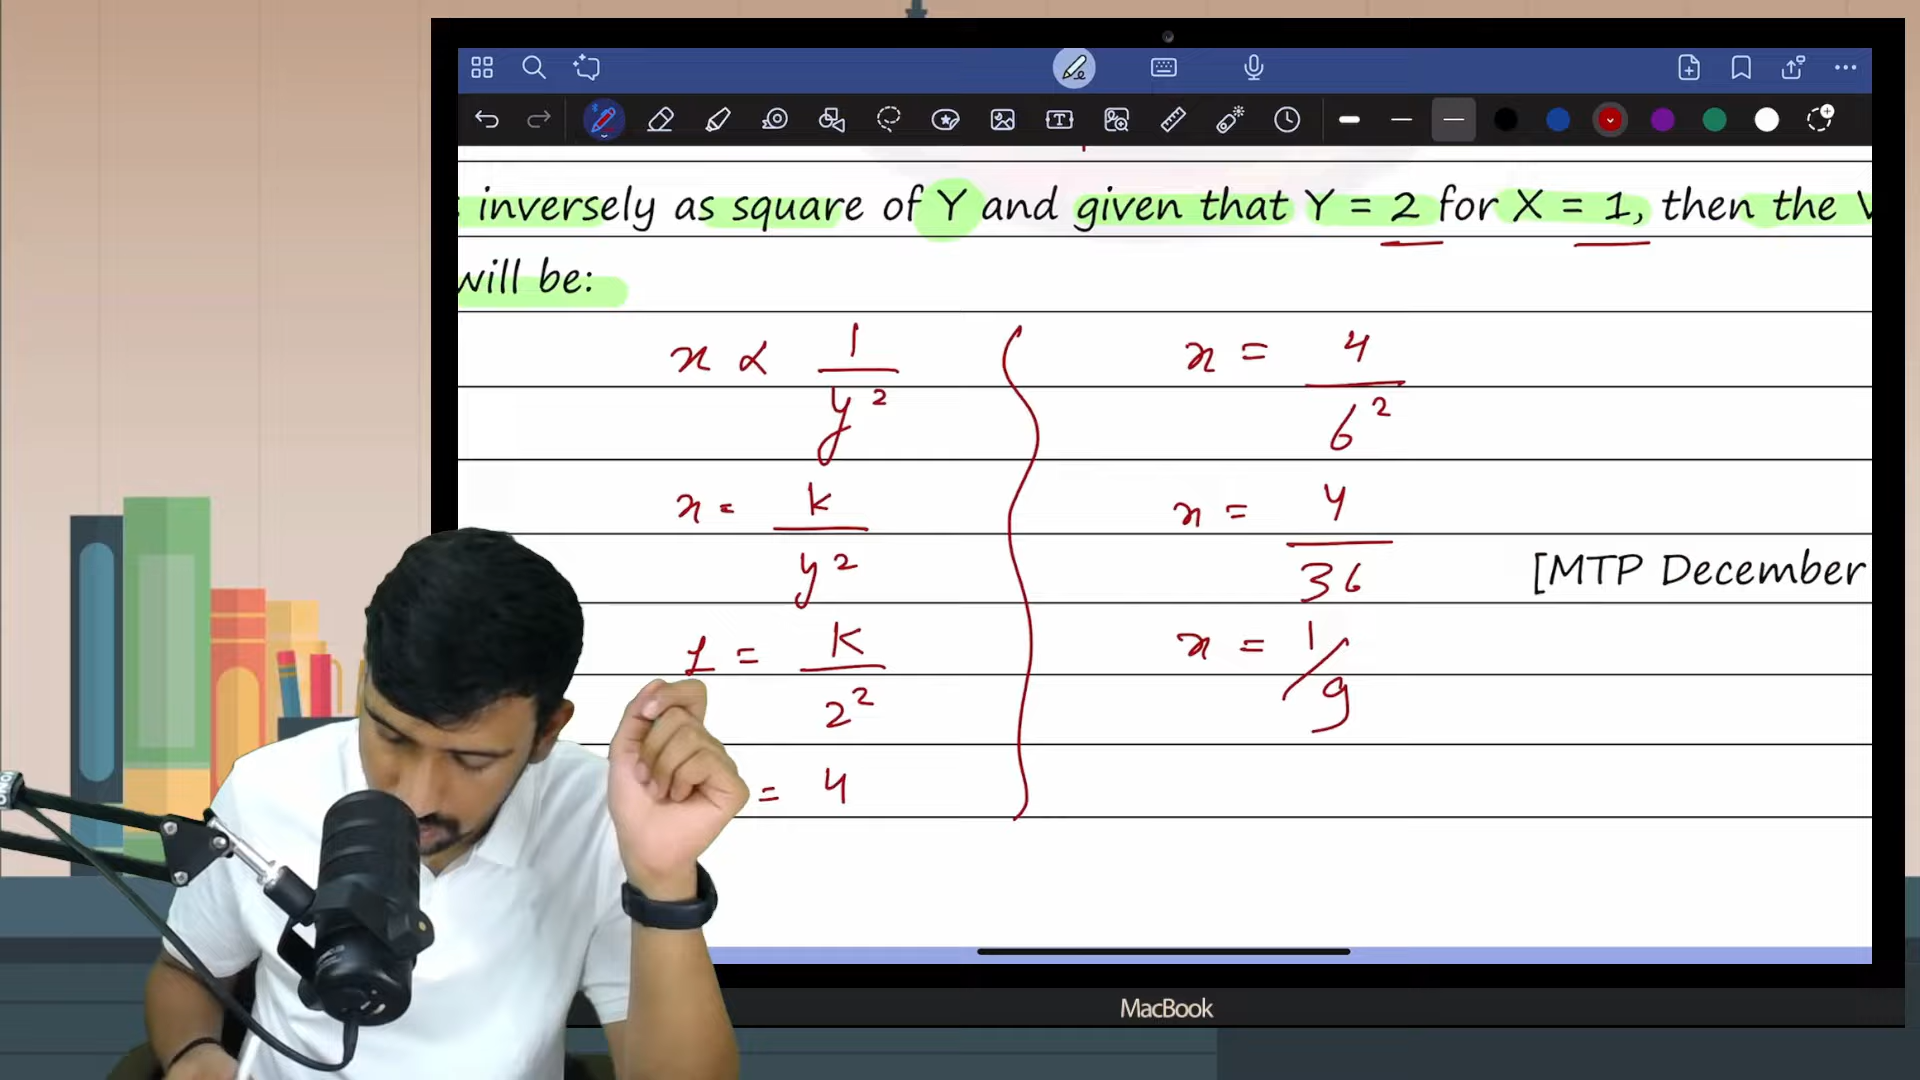 inversely as square of Y and given that Y = 2 for X = 1, then the
will be:
x ∝ 1/y²
x = k/y²
1 = K/2²
= 4
x = 4/6²
x = 4/36
x = 1/9
[MTP December
MacBook